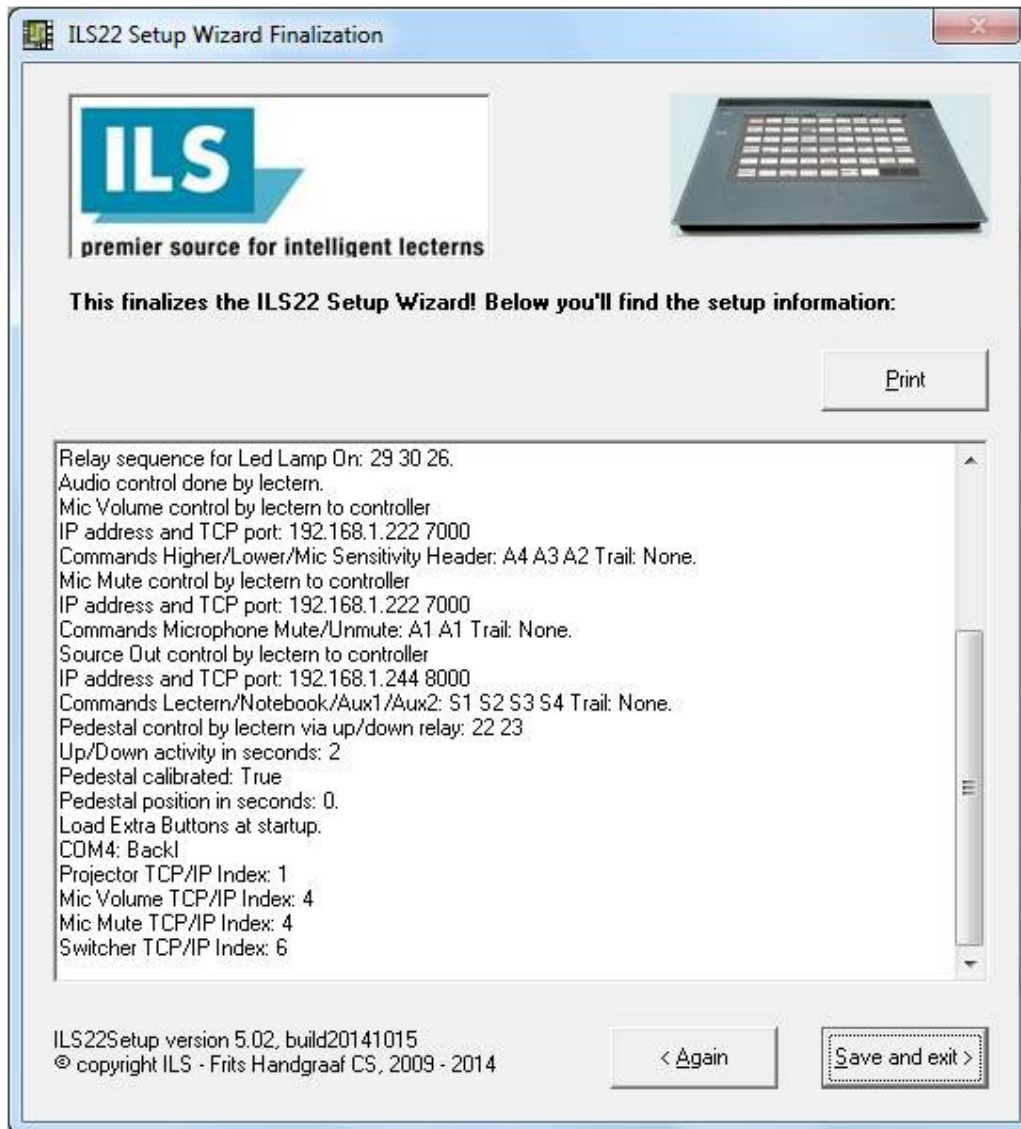 ILS22 Setup Wizard Finalization
ILS
premier source for intelligent lecterns
This finalizes the ILS22 Setup Wizard! Below you'll find the setup information:
Print
Relay sequence for Led Lamp On: 29 30 26.
Audio control done by lectern.
Mic Volume control by lectern to controller
IP address and TCP port: 192.168.1.222 7000
Commands Higher/Lower/Mic Sensitivity Header: A4 A3 A2 Trail: None.
Mic Mute control by lectern to controller
IP address and TCP port: 192.168.1.222 7000
Commands Microphone Mute/Unmute: A1 A1 Trail: None.
Source Out control by lectern to controller
IP address and TCP port: 192.168.1.244 8000
Commands Lectern/Notebook/Aux1/Aux2: S1 S2 S3 S4 Trail: None.
Pedestal control by lectern via up/down relay: 22 23
Up/Down activity in seconds: 2
Pedestal calibrated: True
Pedestal position in seconds: 0.
Load Extra Buttons at startup.
COM4: Backl
Projector TCP/IP Index: 1
Mic Volume TCP/IP Index: 4
Mic Mute TCP/IP Index: 4
Switcher TCP/IP Index: 6
ILS22Setup version 5.02, build20141015
© copyright ILS - Frits Handgraaf CS, 2009 - 2014
< Again
Save and exit >